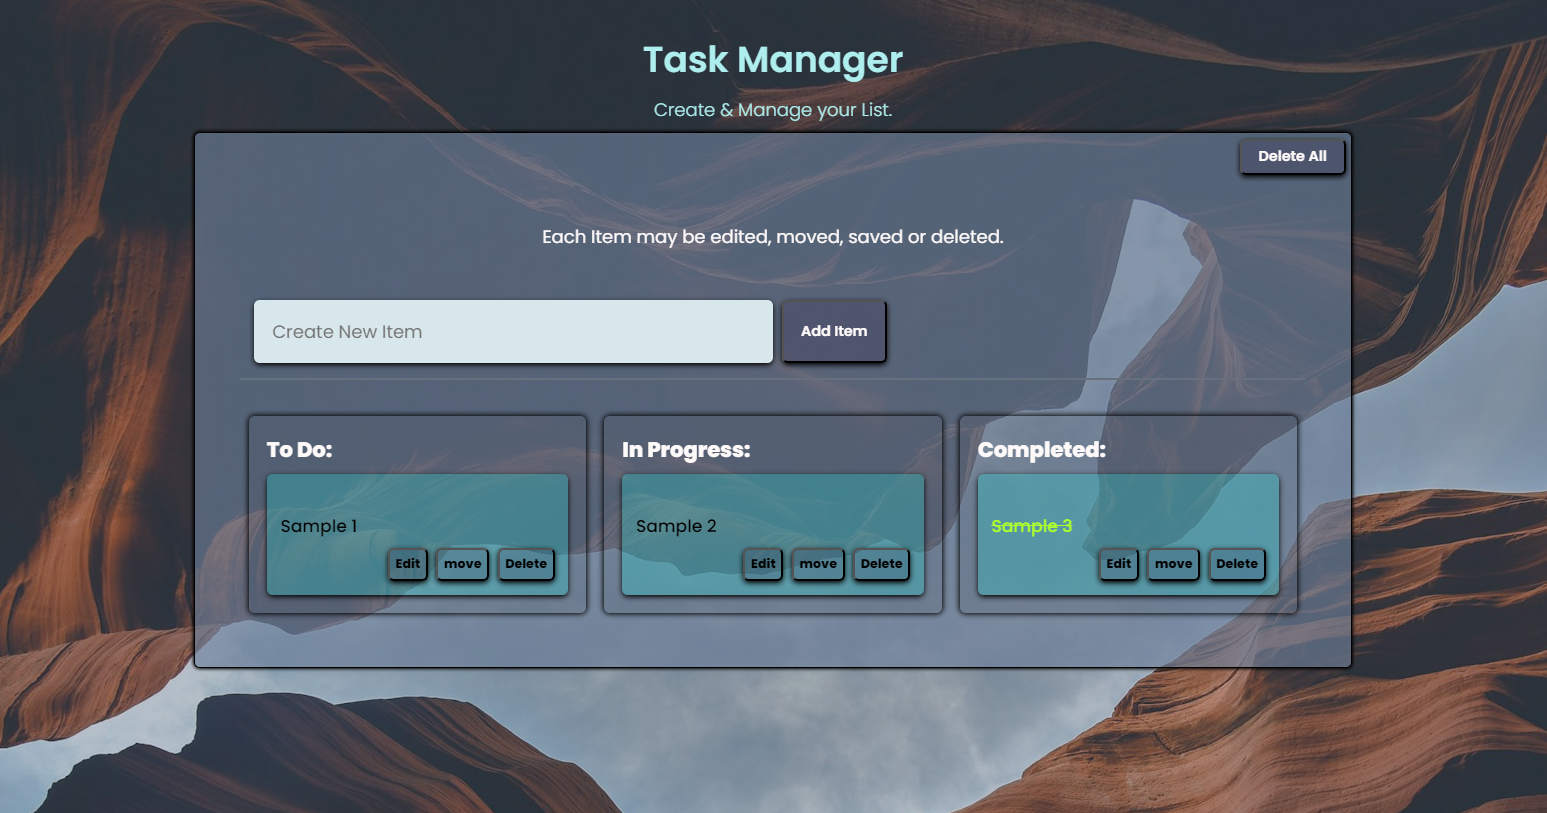 Task Manager
Create & Manage your List.
Delete All
Each Item may be edited, moved, saved or deleted.
Create New Item
Add Item
To Do:
Sample 1
Edit move Delete
In Progress:
Sample 2
Edit move Delete
Completed:
Sample 3
Edit move Delete